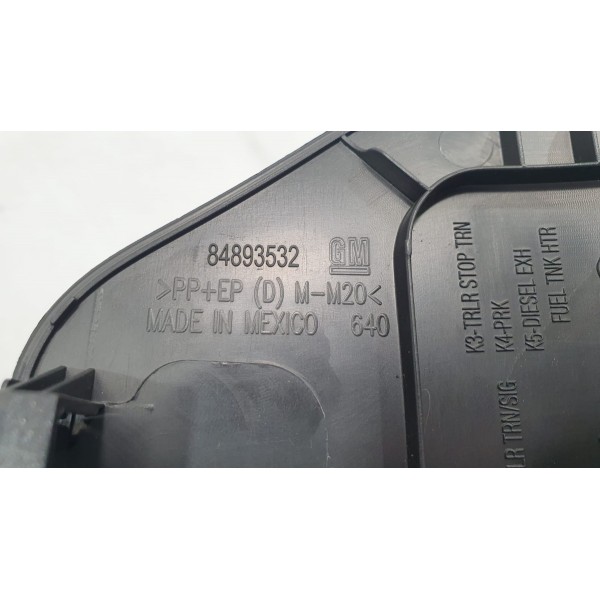 84893532 GM
>PP+EP (D) M-M20<
MADE IN MEXICO 640
K3-TRLR STOP TRN
K4-PRK
K5-DIESEL EXH
FUEL TNK HTR
TRN/SIG